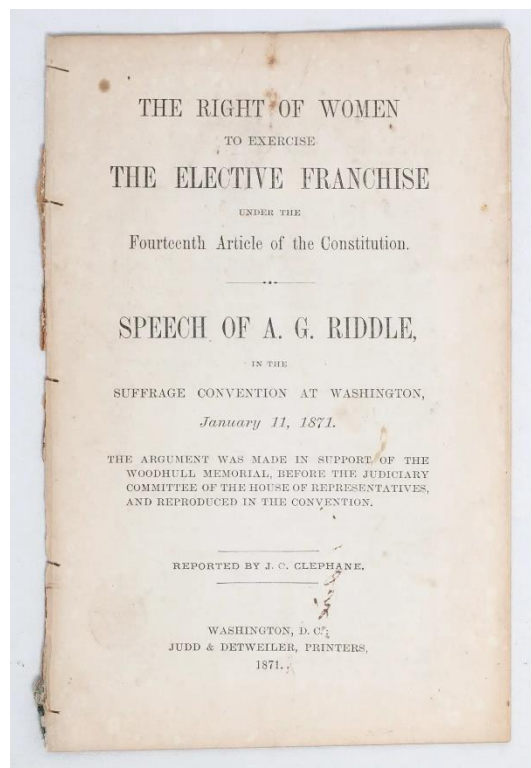 THE RIGHT OF WOMEN
TO EXERCISE
THE ELECTIVE FRANCHISE
UNDER THE
Fourteenth Article of the Constitution.
SPEECH OF A. G. RIDDLE,
IN THE
SUFFRAGE CONVENTION AT WASHINGTON,
January 11, 1871.
THE ARGUMENT WAS MADE IN SUPPORT OF THE
WOODHULL MEMORIAL, BEFORE THE JUDICIARY
COMMITTEE OF THE HOUSE OF REPRESENTATIVES,
AND REPRODUCED IN THE CONVENTION.
REPORTED BY J. O. CLEPHANE.
WASHINGTON, D. C.:
JUDD & DETWEILER, PRINTERS,
1871.